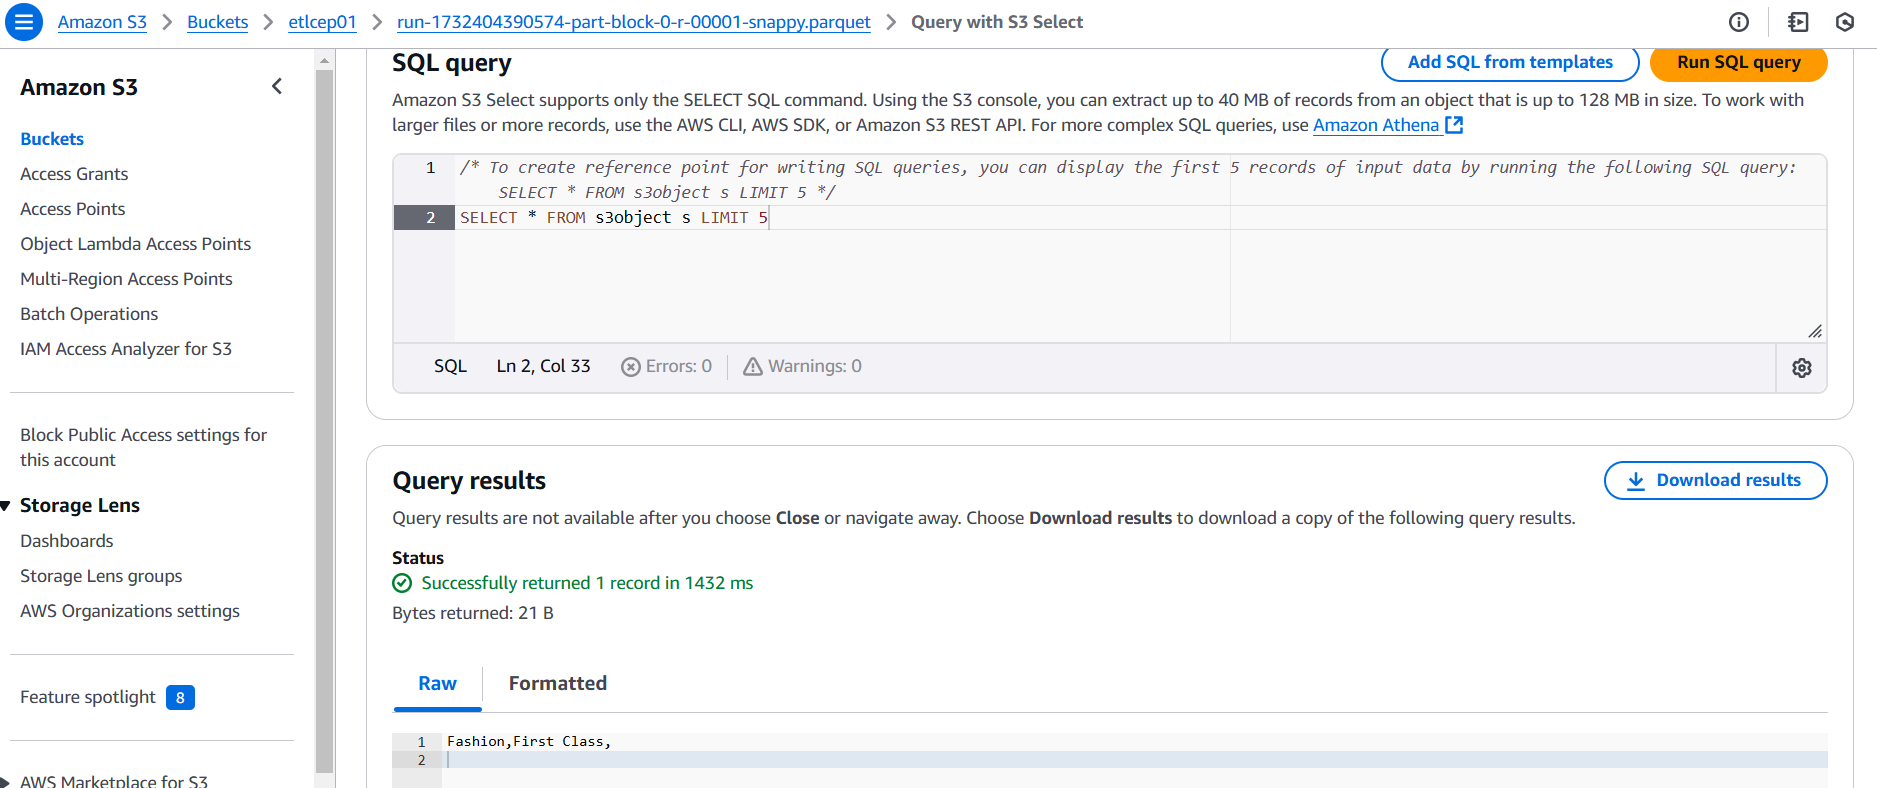 Amazon S3 > Buckets > etlcep01 > run-1732404390574-part-block-0-r-00001-snappy.parquet > Query with S3 Select
Amazon S3
Buckets
Access Grants
Access Points
Object Lambda Access Points
Multi-Region Access Points
Batch Operations
IAM Access Analyzer for S3
Block Public Access settings for
this account
Storage Lens
Dashboards
Storage Lens groups
AWS Organizations settings
Feature spotlight 8
AWS Marketplace for S3
SQL query
Add SQL from templates
Run SQL query
Amazon S3 Select supports only the SELECT SQL command. Using the S3 console, you can extract up to 40 MB of records from an object that is up to 128 MB in size. To work with
larger files or more records, use the AWS CLI, AWS SDK, or Amazon S3 REST API. For more complex SQL queries, use Amazon Athena
1 /* To create reference point for writing SQL queries, you can display the first 5 records of input data by running the following SQL query:
SELECT * FROM s3object s LIMIT 5 */
2 SELECT * FROM s3object s LIMIT 5
SQL Ln 2, Col 33 Errors: 0 Warnings: 0
Query results
Download results
Query results are not available after you choose Close or navigate away. Choose Download results to download a copy of the following query results.
Status
Successfully returned 1 record in 1432 ms
Bytes returned: 21 B
Raw Formatted
1 Fashion,First Class,
2